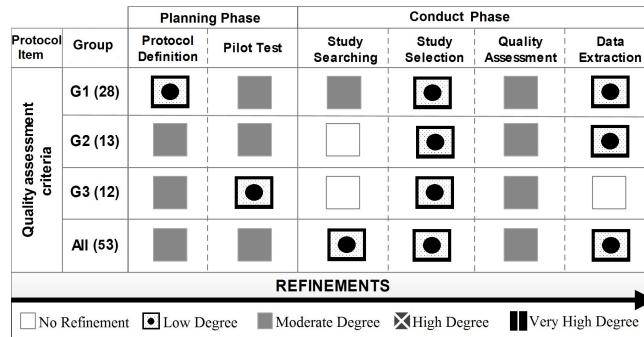 Planning Phase Conduct Phase
Protocol Item Group Protocol Definition Pilot Test Study Searching Study Selection Quality Assessment Data Extraction
Quality assessment criteria
G1 (28)
G2 (13)
G3 (12)
All (53)
REFINEMENTS
No Refinement Low Degree Moderate Degree High Degree Very High Degree